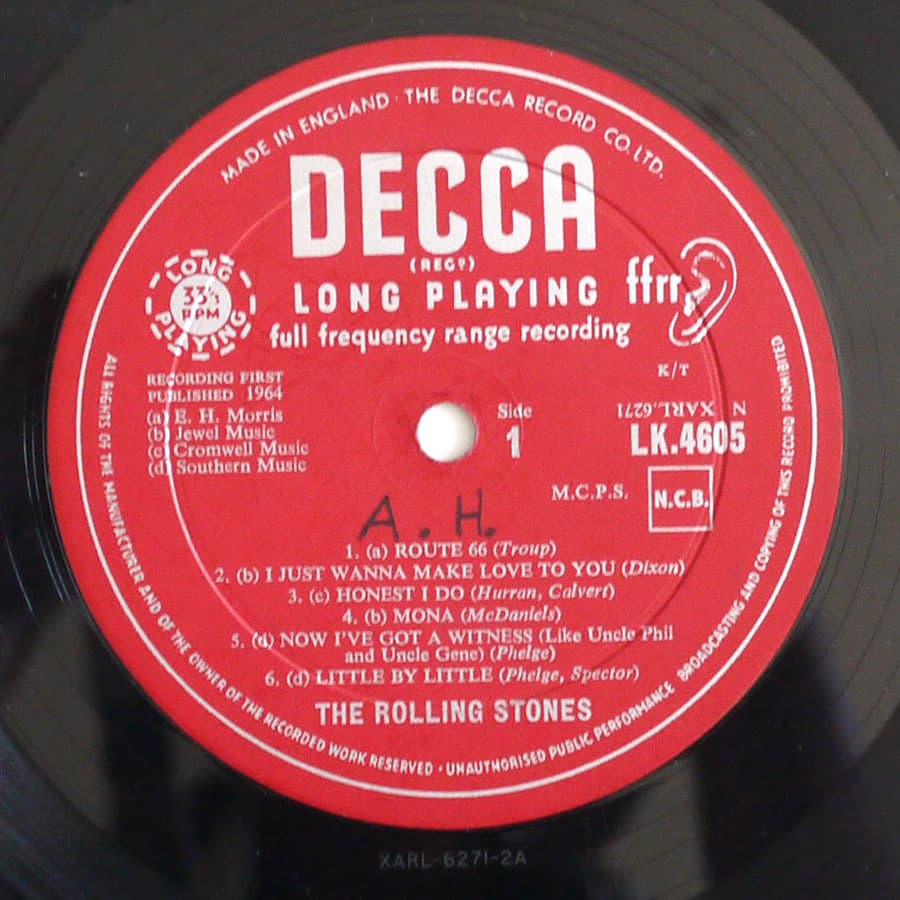 MADE IN ENGLAND · THE DECCA RECORD CO. LTD.
DECCA
(REGD)
LONG PLAYING
ffrr
full frequency range recording
LONG
33⅓
RPM
PLAYING
RECORDING FIRST
PUBLISHED 1964
(a) E. H. Morris
(b) Jewel Music
(c) Cromwell Music
(d) Southern Music
Side
1
K/T
N XARL.6271
LK.4605
M.C.P.S.
N.C.B.
A. H.
1. (a) ROUTE 66 (Troup)
2. (b) I JUST WANNA MAKE LOVE TO YOU (Dixon)
3. (c) HONEST I DO (Hurran, Calvert)
4. (b) MONA (McDaniels)
5. (d) NOW I'VE GOT A WITNESS (Like Uncle Phil
and Uncle Gene) (Phelge)
6. (d) LITTLE BY LITTLE (Phelge, Spector)
THE ROLLING STONES
ALL RIGHTS OF THE MANUFACTURER AND OF THE OWNER OF THE RECORDED WORK RESERVED · UNAUTHORISED PUBLIC PERFORMANCE BROADCASTING AND COPYING OF THIS RECORD PROHIBITED
XARL-6271-2A